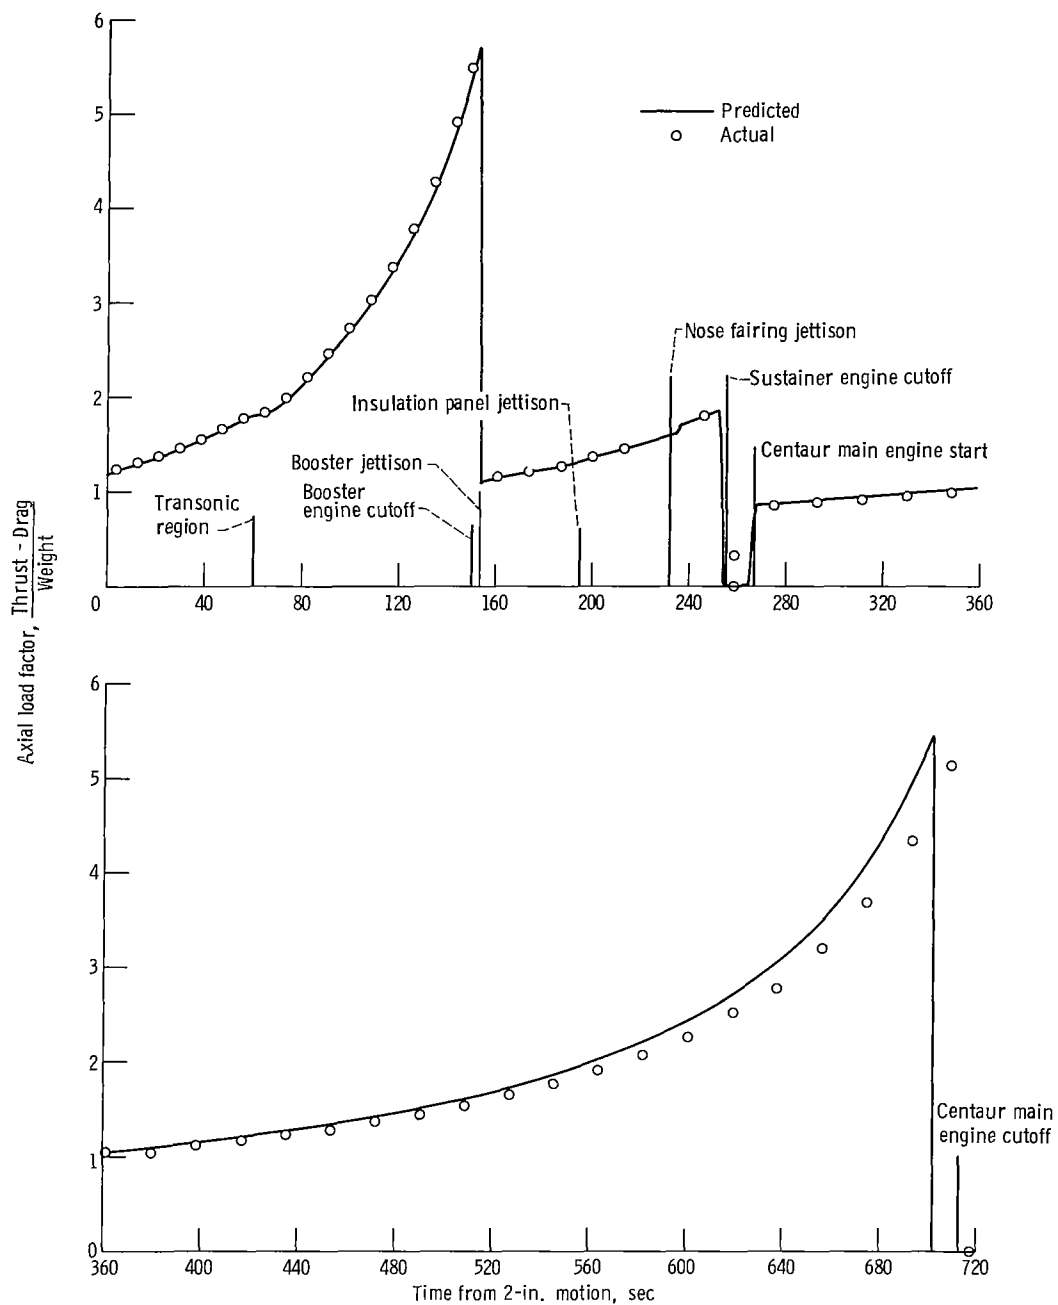 6
5
4
3
2
1
Predicted
Actual
Nose fairing jettison
Sustainer engine cutoff
Insulation panel jettison
Centaur main engine start
Booster jettison
Booster
engine cutoff
Transonic
region
0 40 80 120 160 200 240 280 320 360
Axial load factor, Thrust - Drag
Weight
6
5
4
3
2
1
0
Centaur main
engine cutoff
360 400 440 480 520 560 600 640 680 720
Time from 2-in. motion, sec